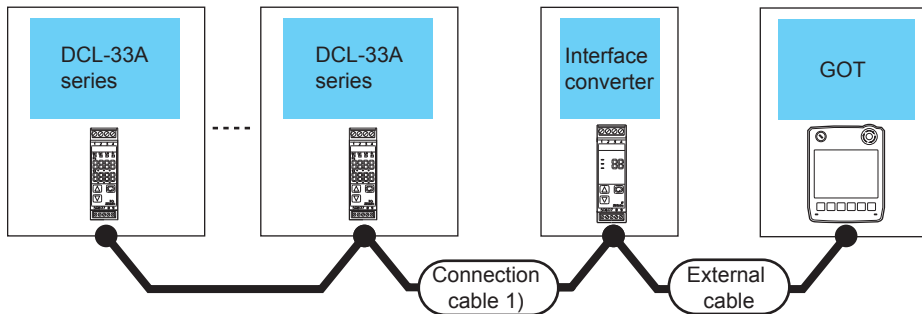 DCL-33A
series
DCL-33A
series
Interface
converter
GOT
Connection
cable 1)
External
cable